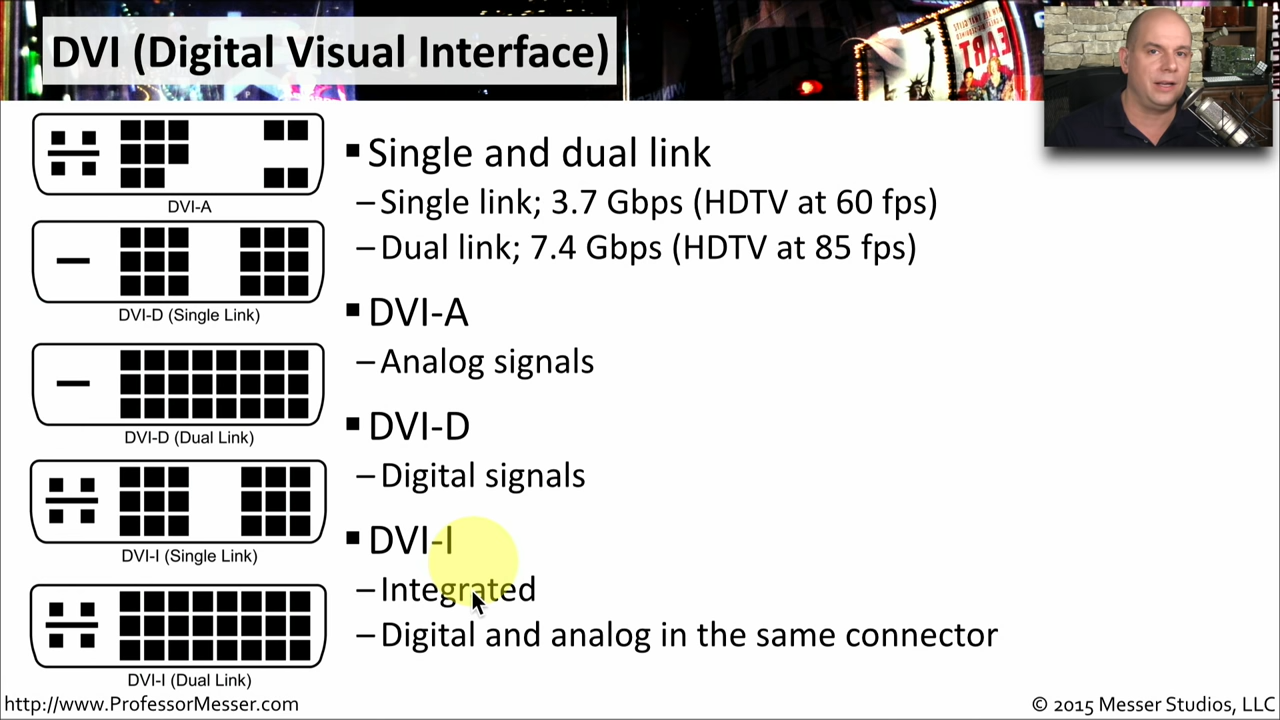 DVI (Digital Visual Interface)
DVI-A
DVI-D (Single Link)
DVI-D (Dual Link)
DVI-I (Single Link)
DVI-I (Dual Link)
▪ Single and dual link
– Single link; 3.7 Gbps (HDTV at 60 fps)
– Dual link; 7.4 Gbps (HDTV at 85 fps)
▪ DVI-A
– Analog signals
▪ DVI-D
– Digital signals
▪ DVI-I
– Integrated
– Digital and analog in the same connector
http://www.ProfessorMesser.com
© 2015 Messer Studios, LLC